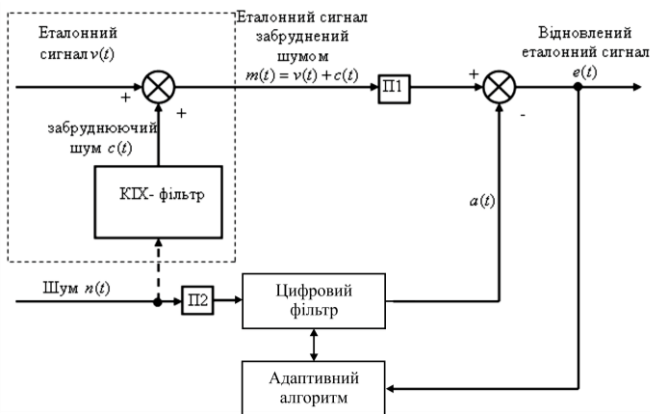 Еталонний
сигнал v(t)
Еталонний сигнал
забруднений
шумом
m(t) = v(t) + c(t)
Відновлений
еталонний сигнал
e(t)
П1
+
+
+
-
забруднюючий
шум c(t)
КІХ- фільтр
a(t)
Шум n(t)
П2
Цифровий
фільтр
Адаптивний
алгоритм